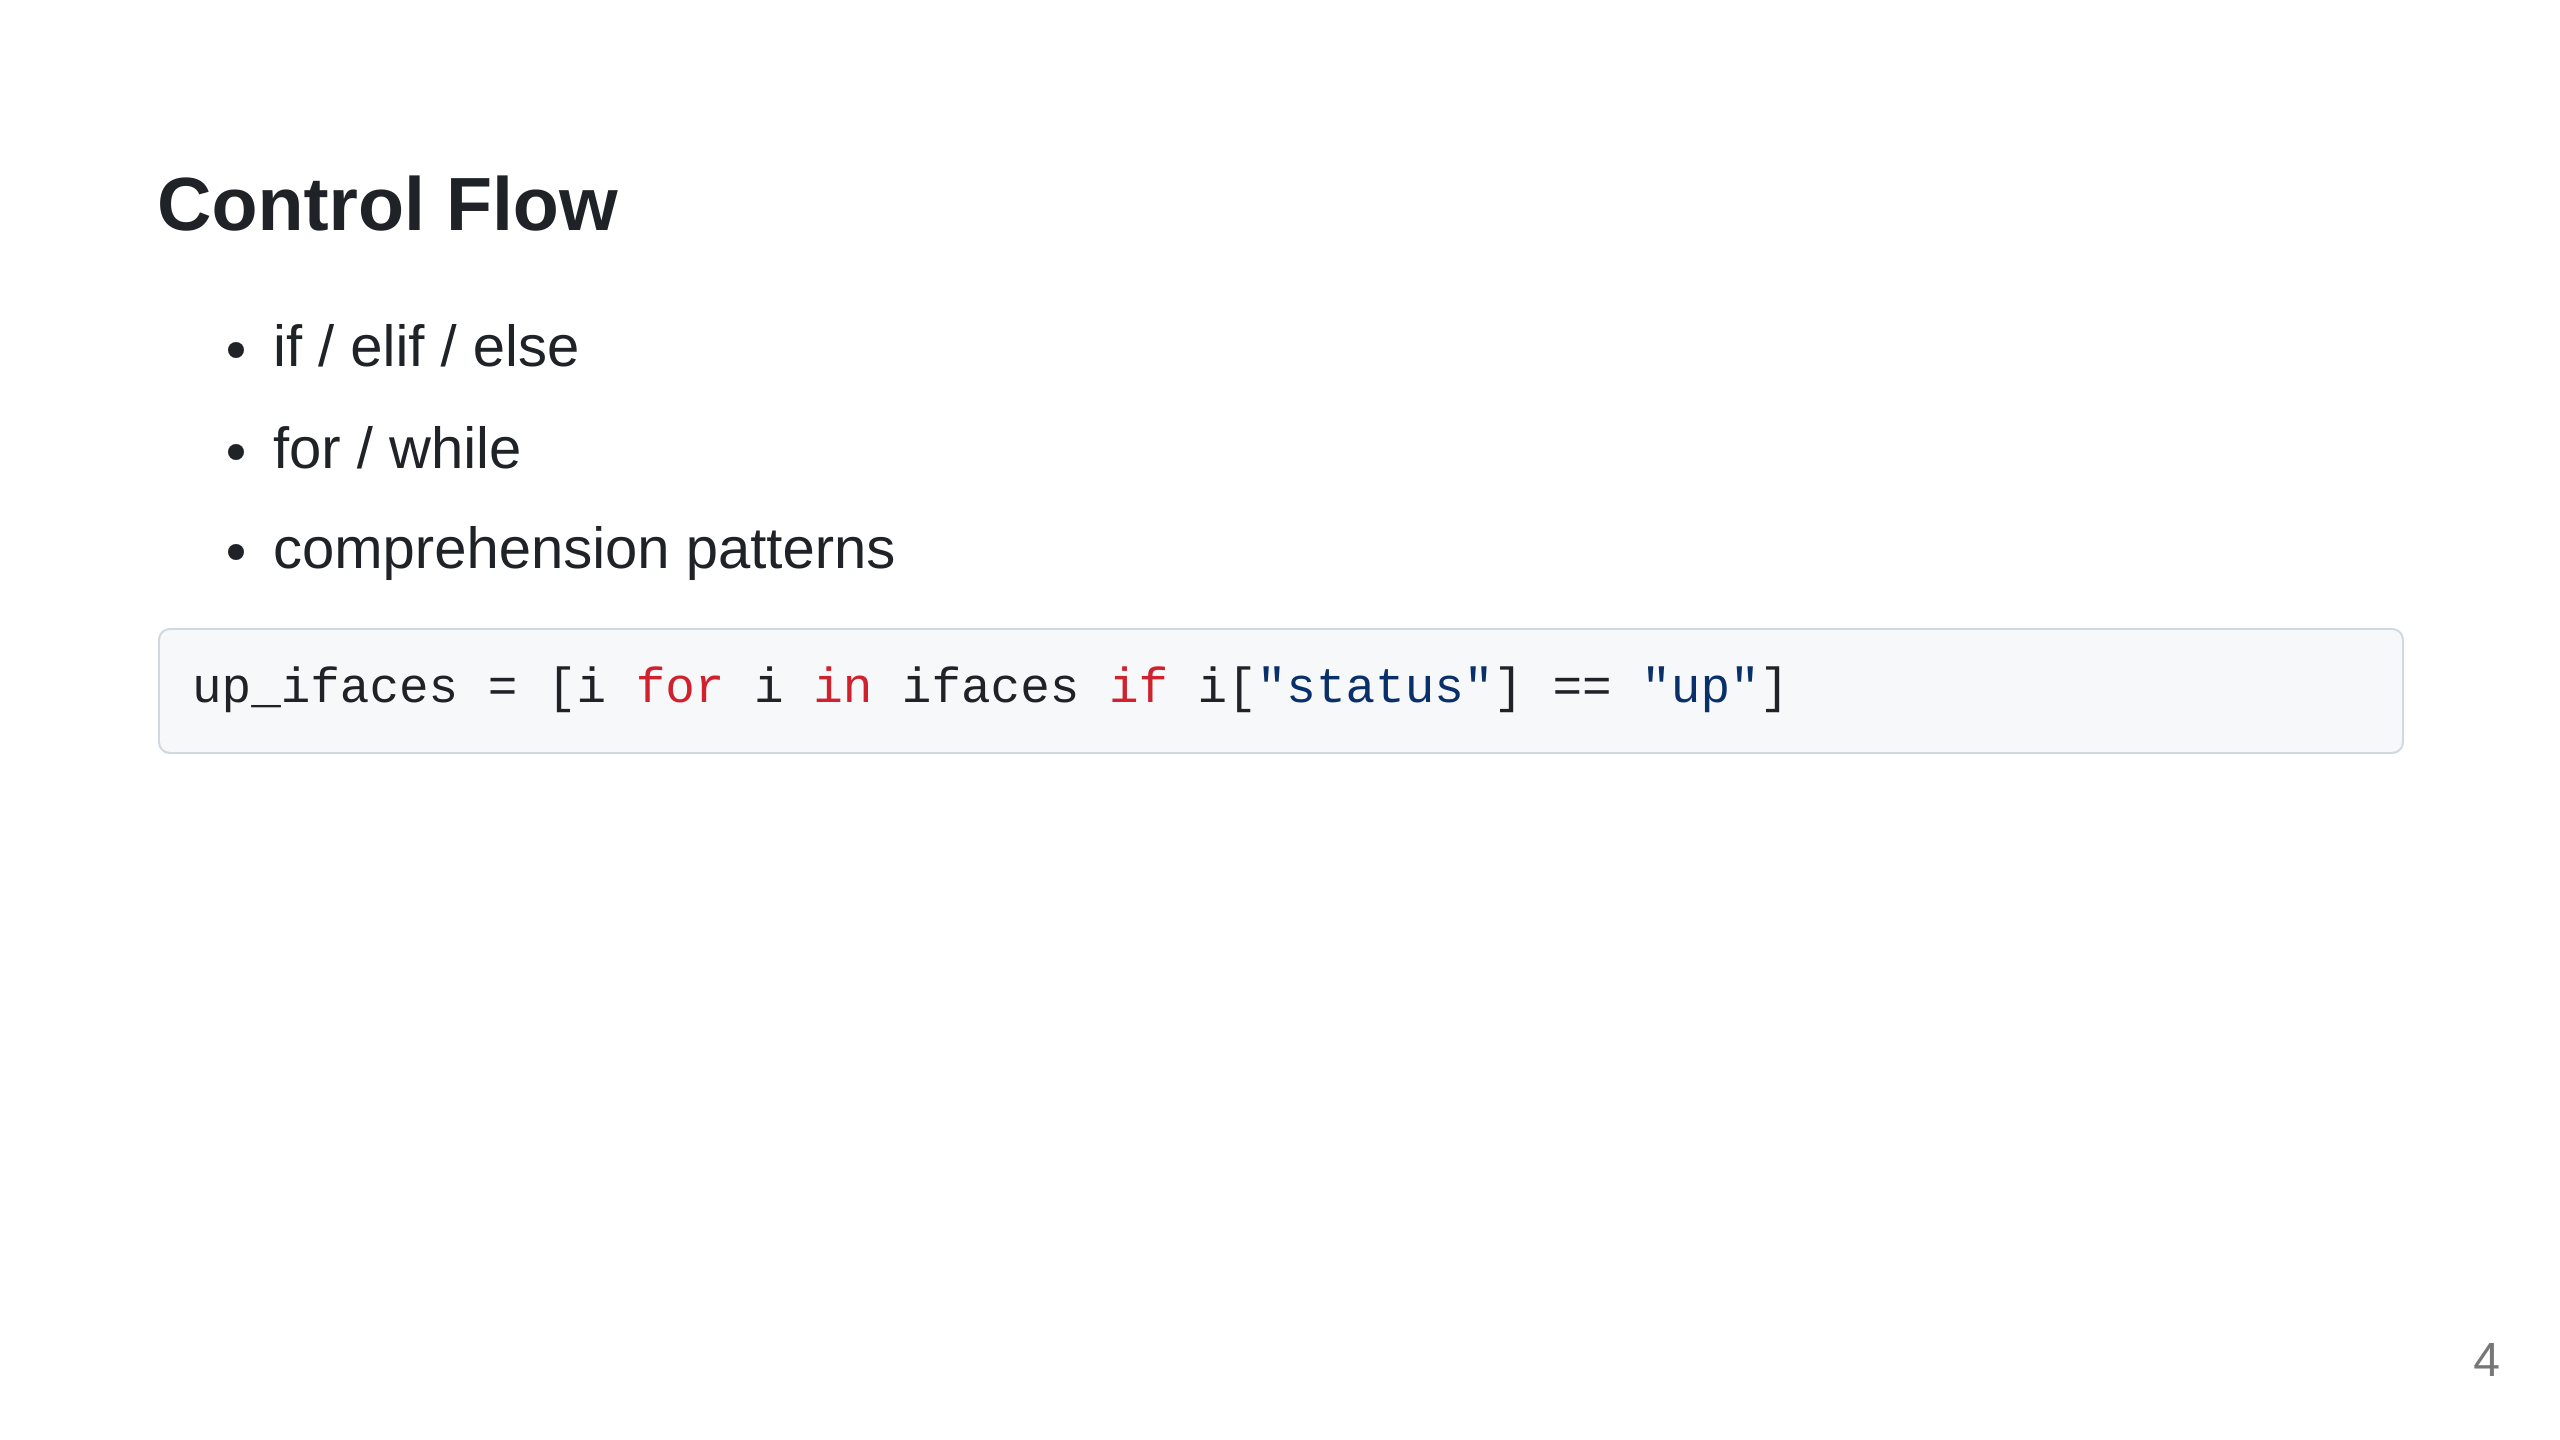 Control Flow
• if / elif / else
• for / while
• comprehension patterns
up_ifaces = [i for i in ifaces if i["status"] == "up"]
4